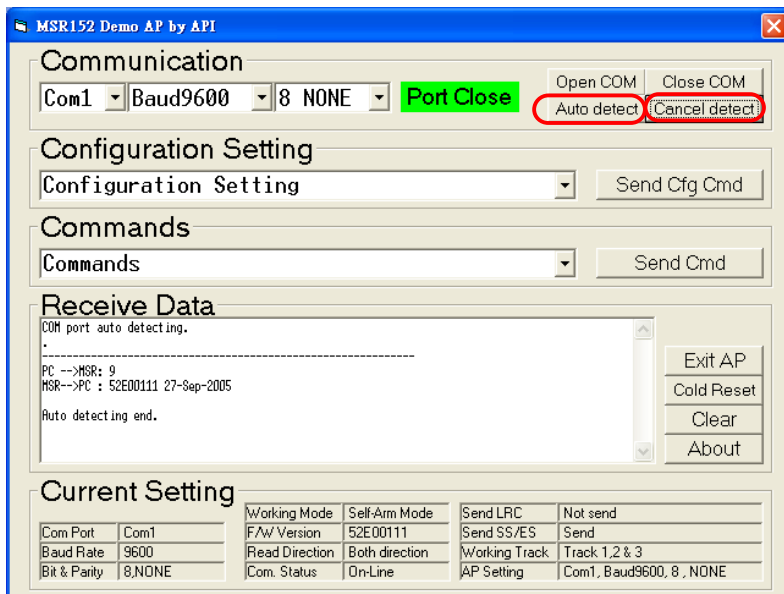 MSR152 Demo AP by API
Communication
Com1 Baud9600 8 NONE Port Close
Open COM Close COM
Auto detect Cancel detect
Configuration Setting
Configuration Setting Send Cfg Cmd
Commands
Commands Send Cmd
Receive Data
COM port auto detecting.
.
------------------------------------------------------------
PC -->MSR: 9
MSR-->PC : 52E00111 27-Sep-2005
Auto detecting end.
Exit AP
Cold Reset
Clear
About
Current Setting
Working Mode Self-Arm Mode Send LRC Not send
Com Port Com1 F/W Version 52E00111 Send SS/ES Send
Baud Rate 9600 Read Direction Both direction Working Track Track 1,2 & 3
Bit & Parity 8,NONE Com. Status On-Line AP Setting Com1, Baud9600, 8 , NONE